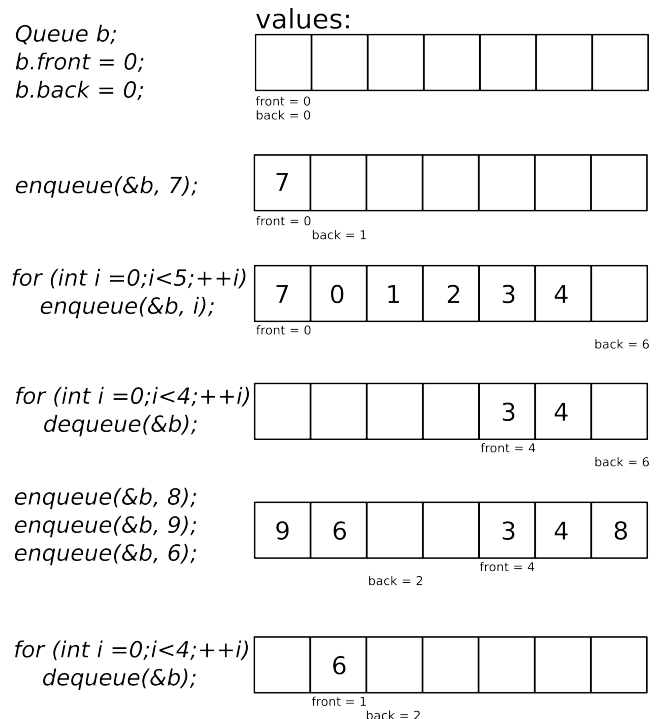 values:
Queue b;
b.front = 0;
b.back = 0;
front = 0
back = 0
enqueue(&b, 7);
7
front = 0
back = 1
for (int i =0;i<5;++i)
enqueue(&b, i);
7 0 1 2 3 4
front = 0
back = 6
for (int i =0;i<4;++i)
dequeue(&b);
3 4
front = 4
back = 6
enqueue(&b, 8);
enqueue(&b, 9);
enqueue(&b, 6);
9 6 3 4 8
front = 4
back = 2
for (int i =0;i<4;++i)
dequeue(&b);
6
front = 1
back = 2